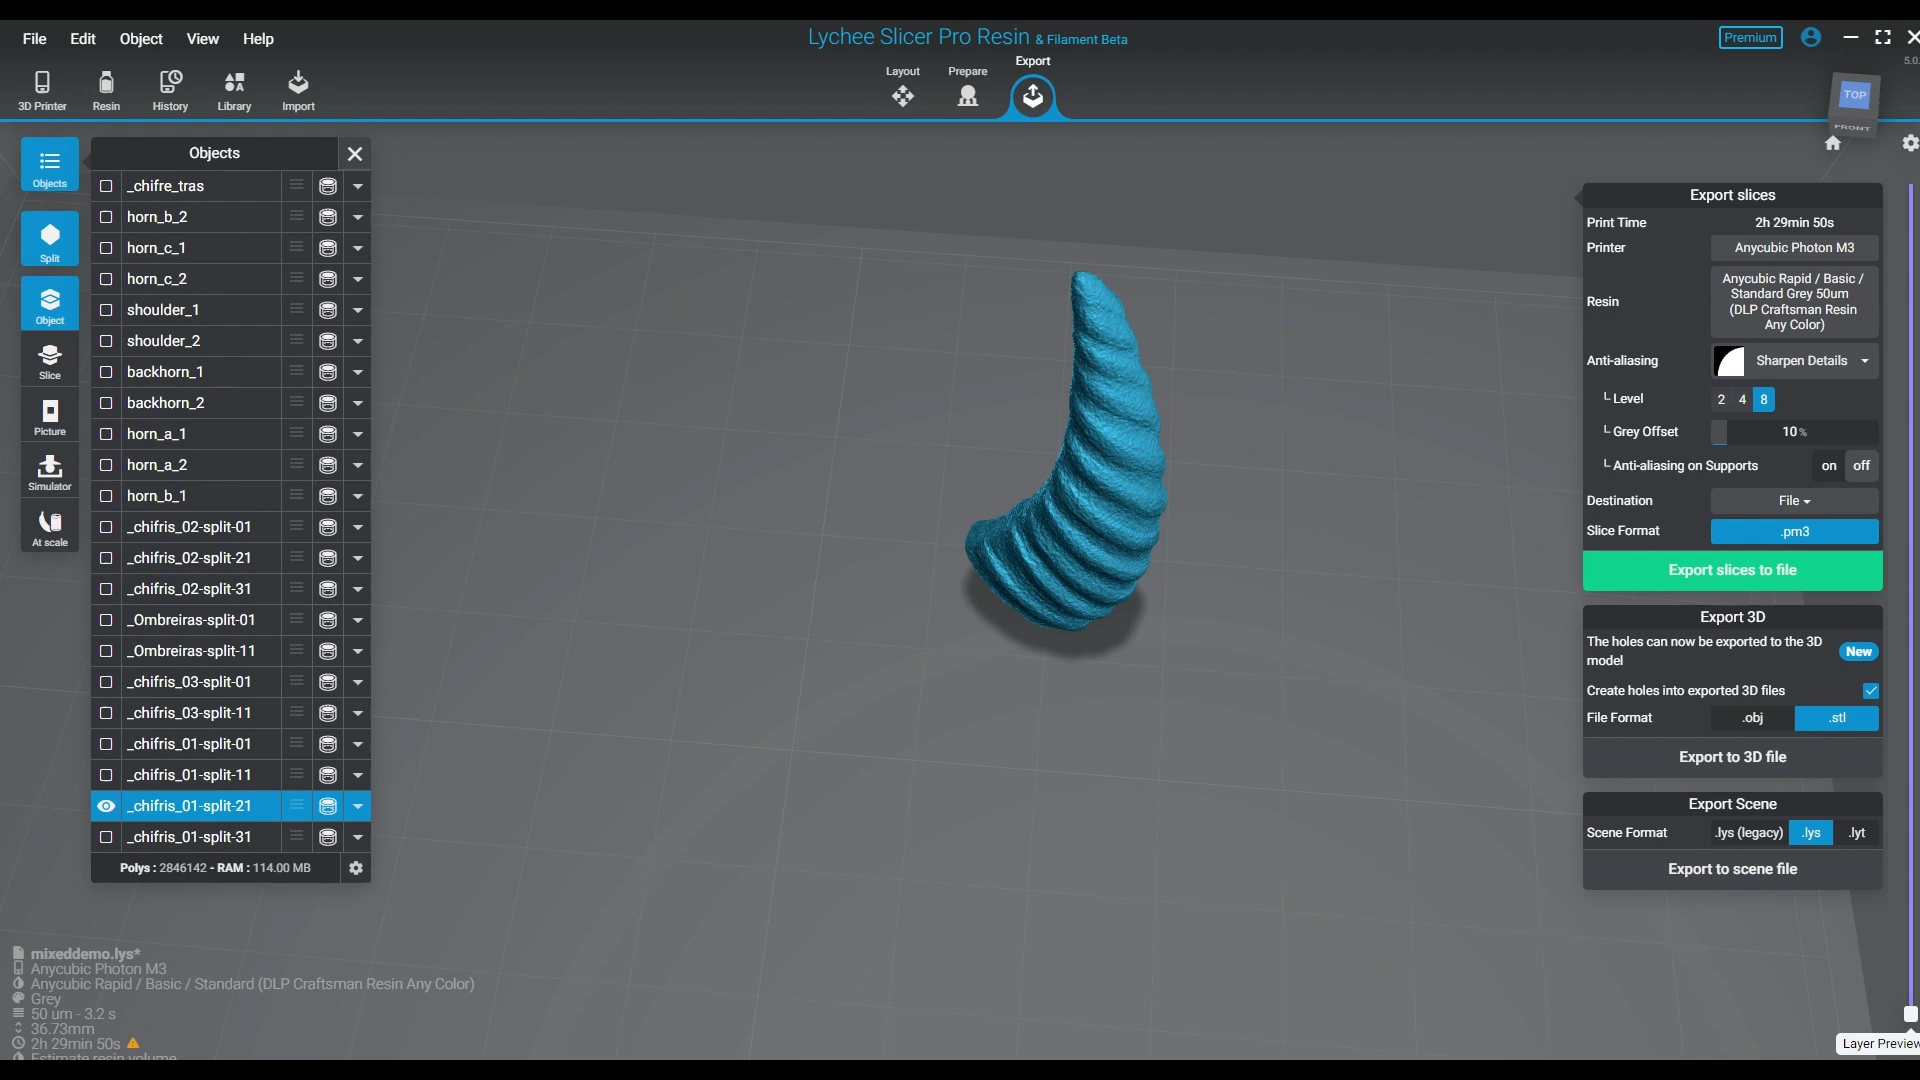 File Edit Object View Help
Lychee Slicer Pro Resin & Filament Beta
Premium
5.0.
3D Printer Resin History Library Import
Layout Prepare Export
TOP
FRONT
Objects
Split
Object
Slice
Picture
Simulator
At scale
Objects
_chifre_tras
horn_b_2
horn_c_1
horn_c_2
shoulder_1
shoulder_2
backhorn_1
backhorn_2
horn_a_1
horn_a_2
horn_b_1
_chifris_02-split-01
_chifris_02-split-21
_chifris_02-split-31
_Ombreiras-split-01
_Ombreiras-split-11
_chifris_03-split-01
_chifris_03-split-11
_chifris_01-split-01
_chifris_01-split-11
_chifris_01-split-21
_chifris_01-split-31
Polys : 2846142 - RAM : 114.00 MB
mixeddemo.lys*
Anycubic Photon M3
Anycubic Rapid / Basic / Standard (DLP Craftsman Resin Any Color)
Grey
50 um - 3.2 s
36.73mm
2h 29min 50s
Estimate resin volume
Export slices
Print Time 2h 29min 50s
Printer Anycubic Photon M3
Resin
Anycubic Rapid / Basic /
Standard Grey 50um
(DLP Craftsman Resin
Any Color)
Anti-aliasing Sharpen Details
Level 2 4 8
Grey Offset 10%
Anti-aliasing on Supports on off
Destination File
Slice Format .pm3
Export slices to file
Export 3D
The holes can now be exported to the 3D
model
New
Create holes into exported 3D files
File Format .obj .stl
Export to 3D file
Export Scene
Scene Format .lys (legacy) .lys .lyt
Export to scene file
Layer Preview